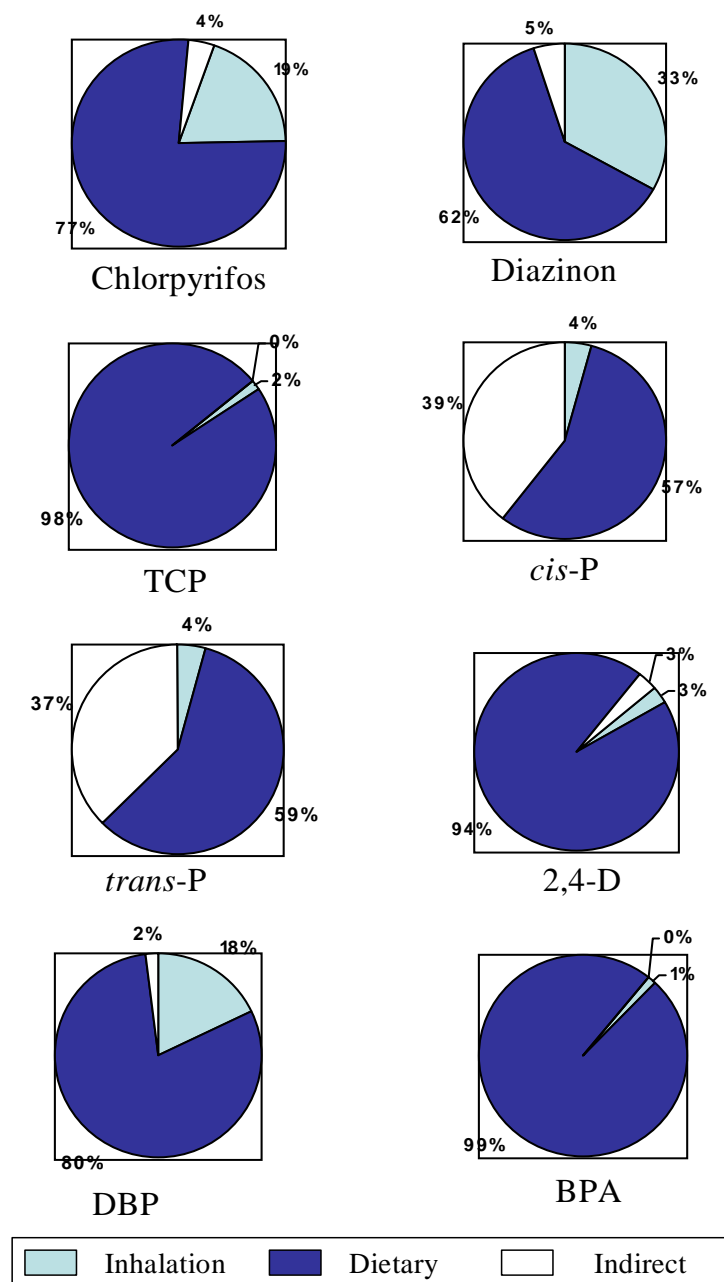 4%
19%
77%
Chlorpyrifos
5%
33%
62%
Diazinon
0%
2%
98%
TCP
4%
39%
57%
cis-P
4%
37%
59%
trans-P
3%
3%
94%
2,4-D
2%
18%
80%
DBP
0%
1%
99%
BPA
Inhalation Dietary Indirect